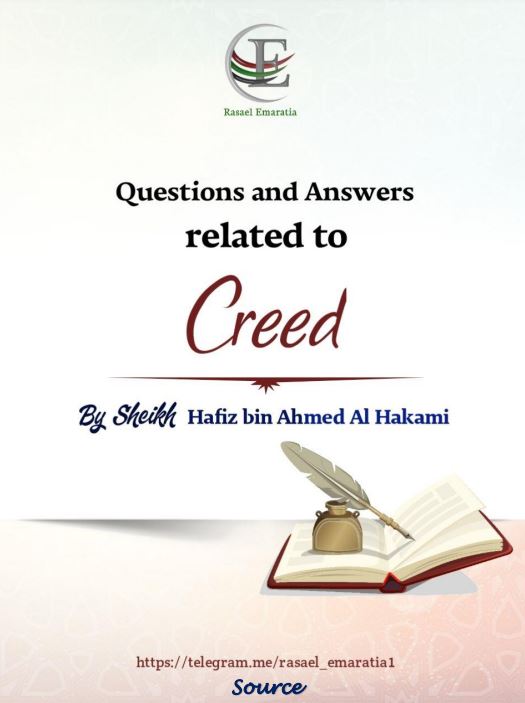 E
Rasael Emaratia
Questions and Answers
related to
Creed
By Sheikh Hafiz bin Ahmed Al Hakami
https://telegram.me/rasael_emaratia1
Source